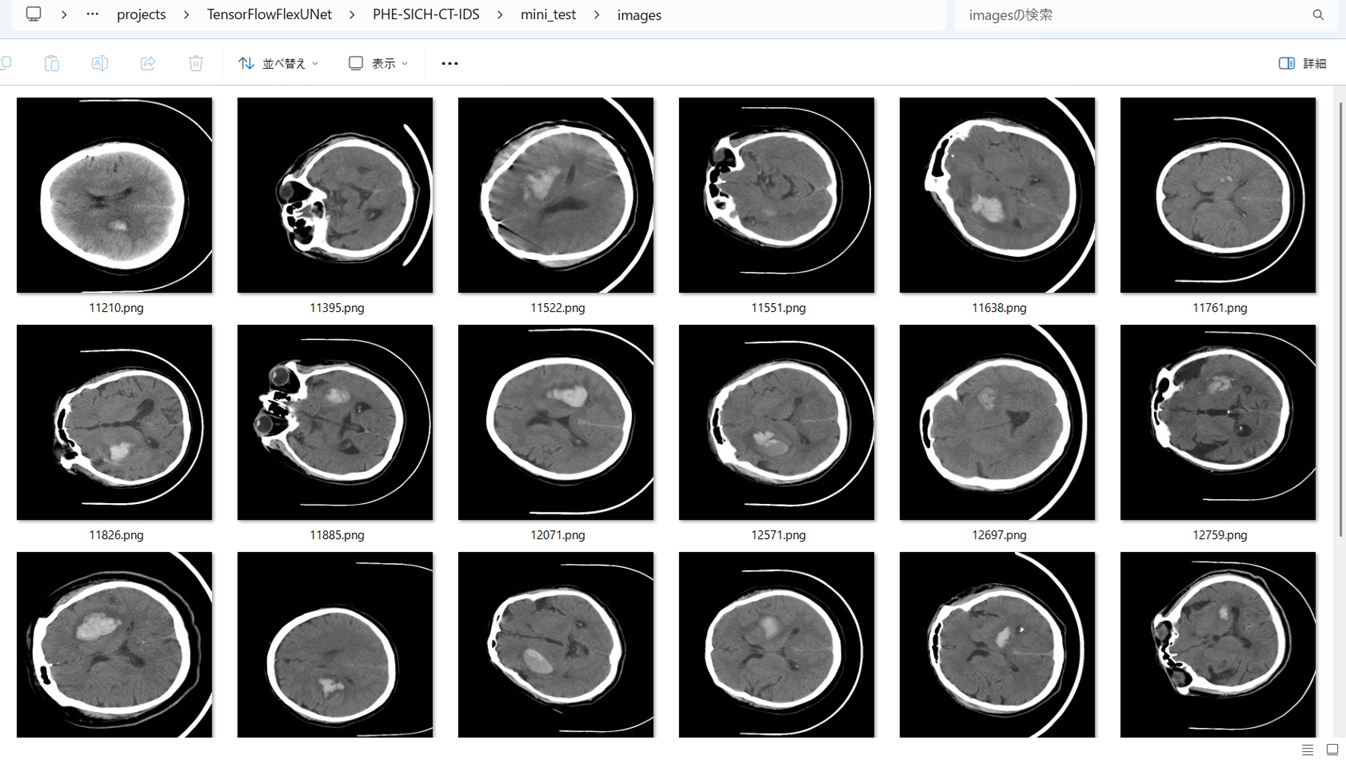 … projects > TensorFlowFlexUNet > PHE-SICH-CT-IDS > mini_test > images
imagesの検索
並べ替え
表示
詳細
11210.png
11395.png
11522.png
11551.png
11638.png
11761.png
11826.png
11885.png
12071.png
12571.png
12697.png
12759.png